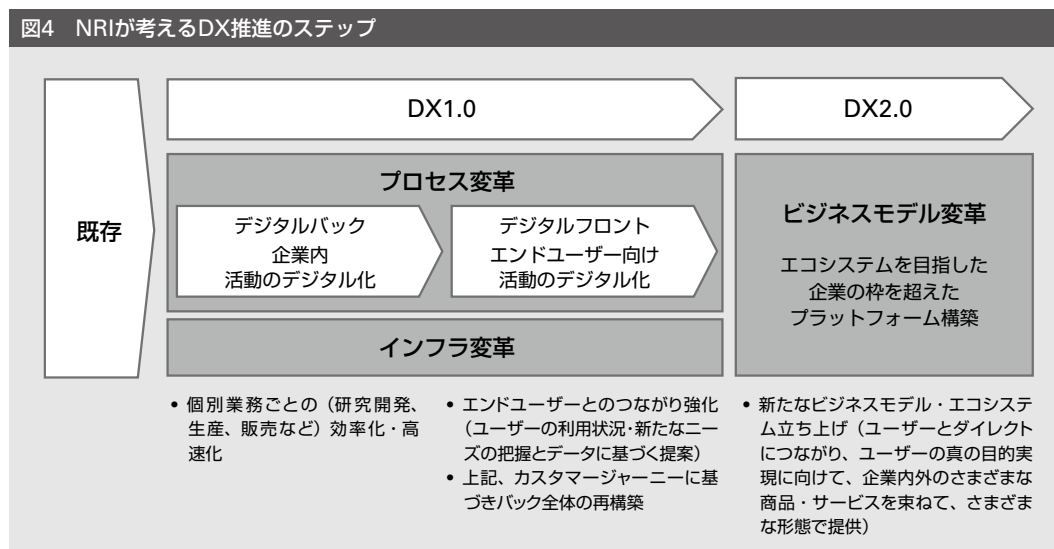 図4 NRIが考えるDX推進のステップ
既存
DX1.0
DX2.0
プロセス変革
デジタルバック
企業内
活動のデジタル化
デジタルフロント
エンドユーザー向け
活動のデジタル化
インフラ変革
ビジネスモデル変革
エコシステムを目指した
企業の枠を超えた
プラットフォーム構築
• 個別業務ごとの（研究開発、
生産、販売など）効率化・高
速化
• エンドユーザーとのつながり強化
（ユーザーの利用状況・新たなニー
ズの把握とデータに基づく提案）
• 上記、カスタマージャーニーに基
づきバック全体の再構築
• 新たなビジネスモデル・エコシステ
ム立ち上げ（ユーザーとダイレクト
につながり、ユーザーの真の目的実
現に向けて、企業内外のさまざまな
商品・サービスを束ねて、さまざま
な形態で提供）